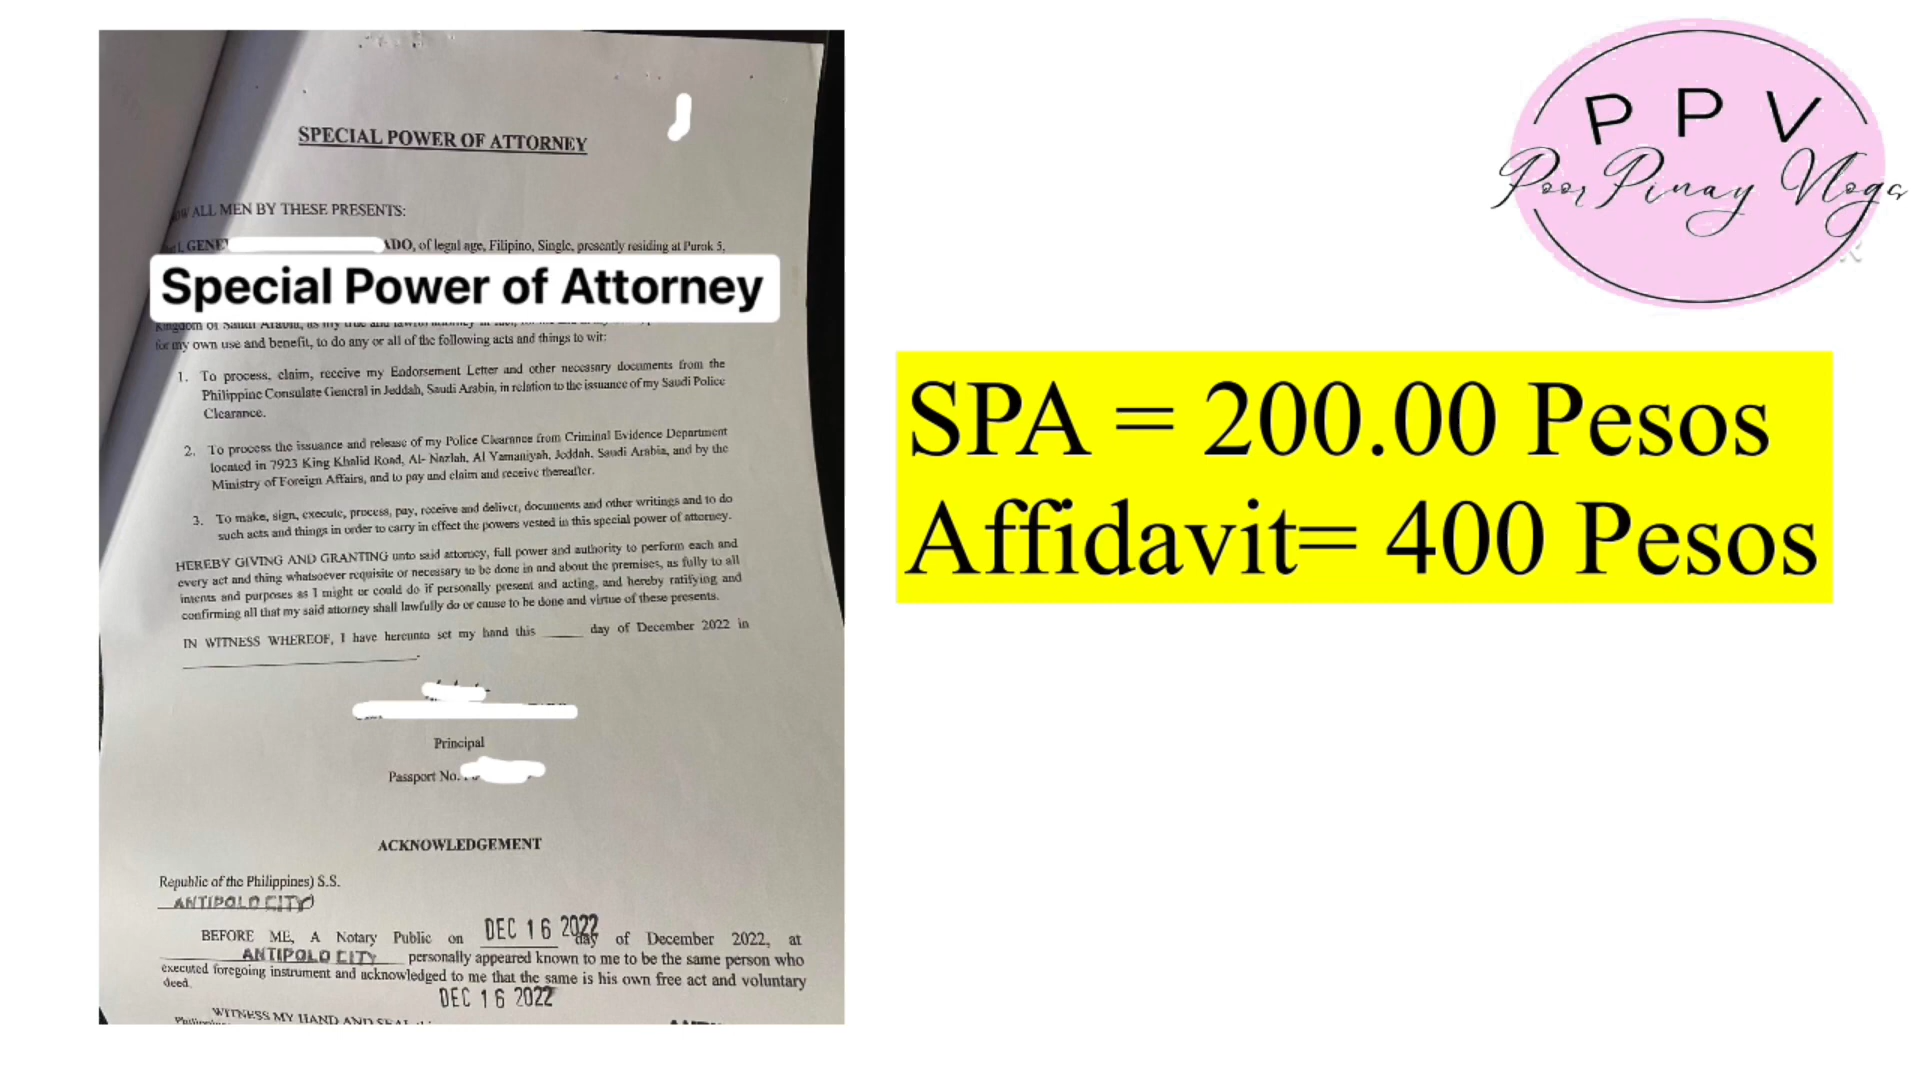 SPECIAL POWER OF ATTORNEY
ALL MEN BY THESE PRESENTS:
I, GENE ADO, of legal age, Filipino, Single, presently residing at Purok 5,
Special Power of Attorney
Kingdom of Saudi Arabia, as my true and lawful
for my own use and benefit, to do any or all of the following acts and things to wit:
1. To process, claim, receive my Endorsement Letter and other necessary documents from the
Philippine Consulate General in Jeddah, Saudi Arabia, in relation to the issuance of my Saudi Police
Clearance.
2. To process the issuance and release of my Police Clearance from Criminal Evidence Department
located in 7923 King Khalid Road, Al- Nazlah, Al Yamaniyah, Jeddah, Saudi Arabia, and by the
Ministry of Foreign Affairs, and to pay and claim and receive thereafter.
3. To make, sign, execute, process, pay, receive and deliver, documents and other writings and to do
such acts and things in order to carry in effect the powers vested in this special power of attorney.
HEREBY GIVING AND GRANTING unto said attorney, full power and authority to perform each and
every act and thing whatsoever requisite or necessary to be done in and about the premises, as fully to all
intents and purposes as I might or could do if personally present and acting, and hereby ratifying and
confirming all that my said attorney shall lawfully do or cause to be done and virtue of these presents.
IN WITNESS WHEREOF, I have hereunto set my hand this ____ day of December 2022 in
Principal
Passport No.
ACKNOWLEDGEMENT
Republic of the Philippines) S.S.
ANTIPOLO CITY)
BEFORE ME, A Notary Public on DEC 16 2022 day of December 2022, at
ANTIPOLO CITY personally appeared known to me to be the same person who
executed foregoing instrument and acknowledged to me that the same is his own free act and voluntary
deed.
DEC 16 2022
WITNESS MY HAND AND SEAL
P P V
Poor Pinay Vlogs
SPA = 200.00 Pesos
Affidavit= 400 Pesos